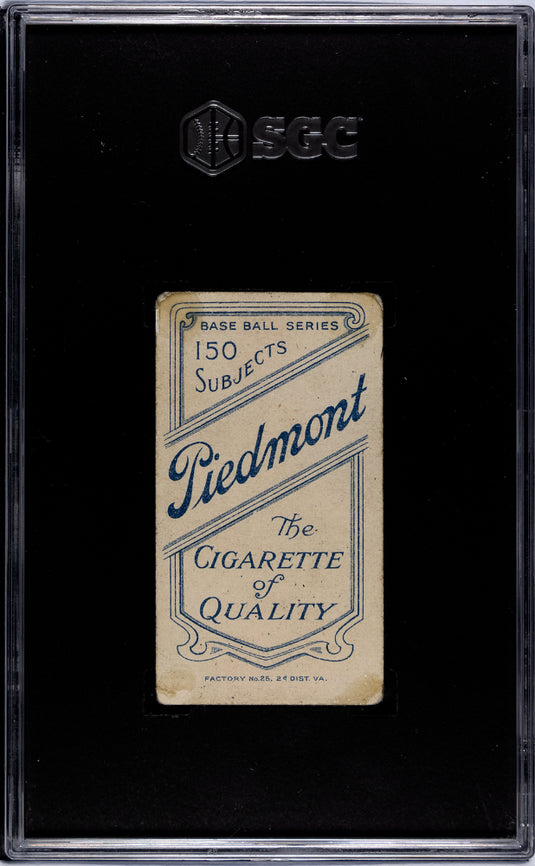 SGC
BASE BALL SERIES
150
SUBJECTS
Piedmont
The
CIGARETTE
of
QUALITY
FACTORY No.25, 2d DIST. VA.